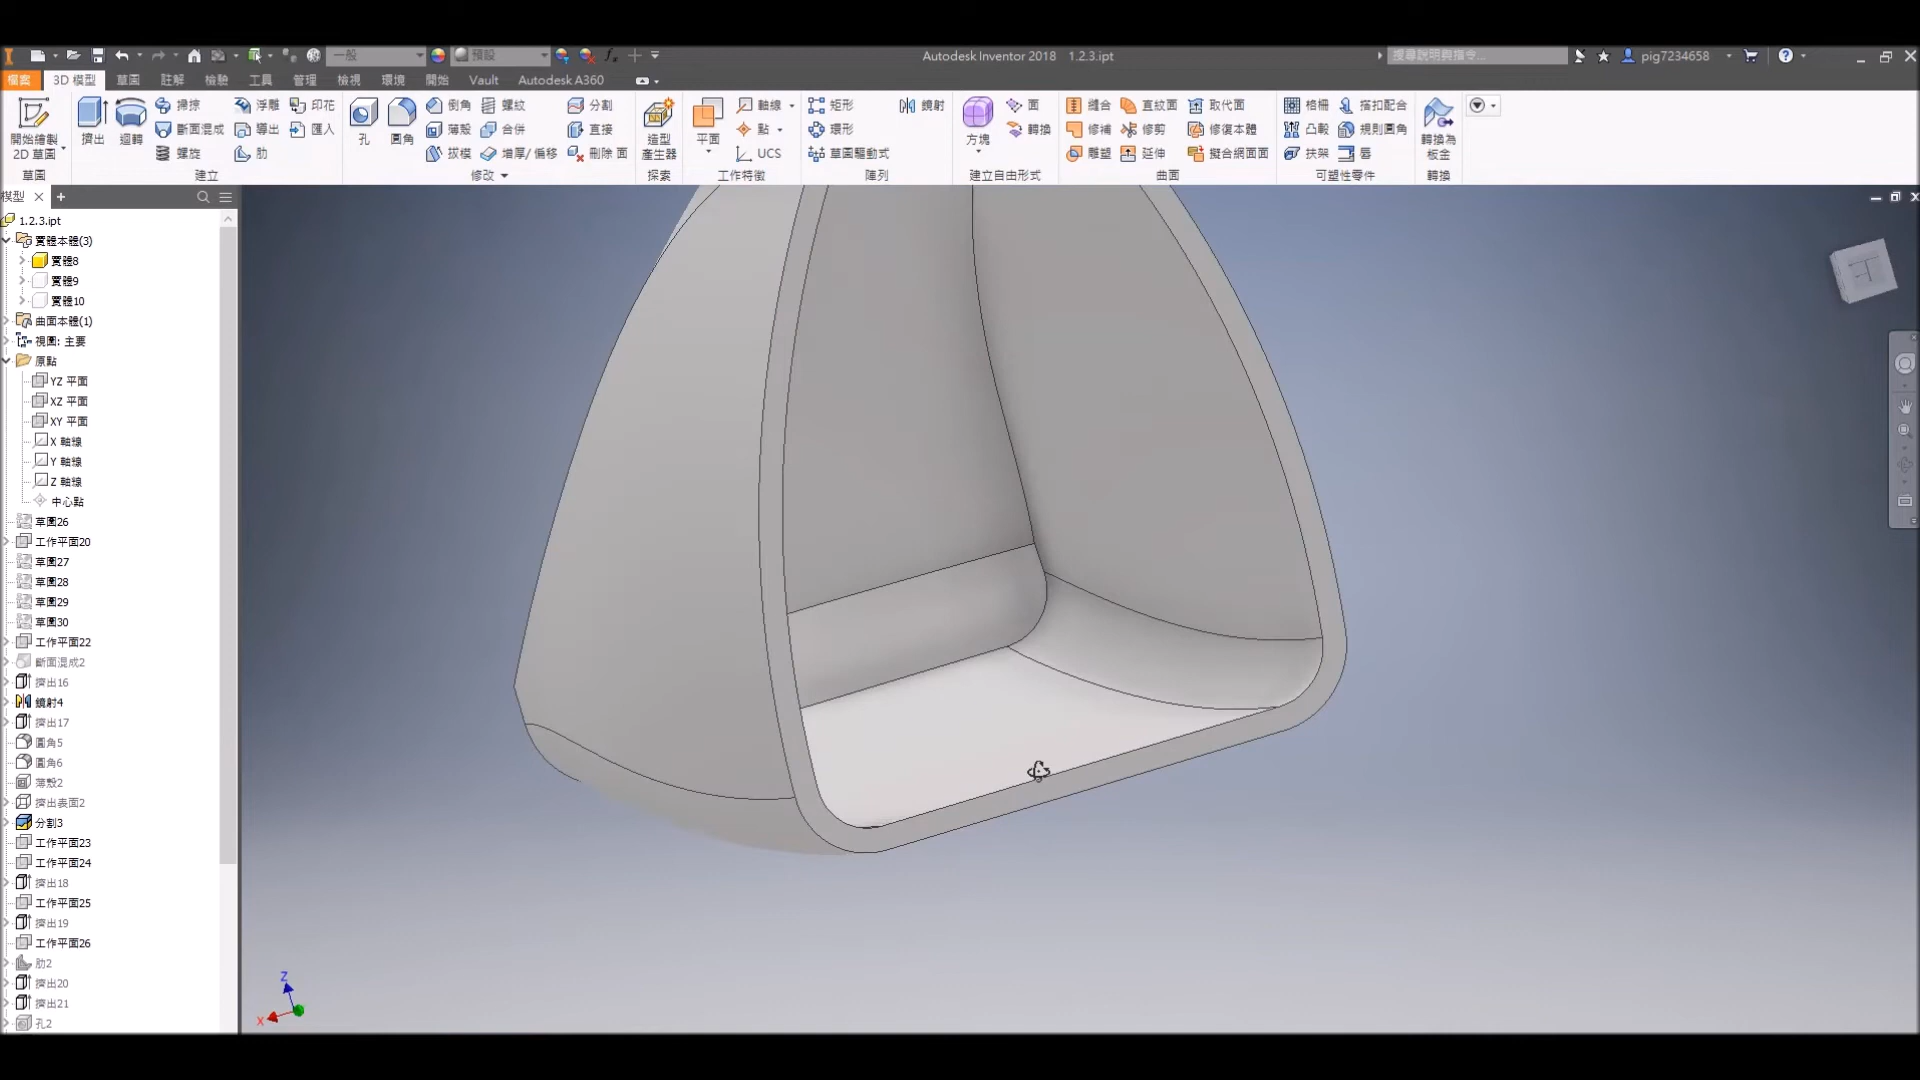 一般
預設
Autodesk Inventor 2018 1.2.3.ipt
搜尋說明與指令...
pig7234658
檔案 3D 模型 草圖 註解 檢驗 工具 管理 檢視 環境 開始 Vault Autodesk A360
開始繪製 2D 草圖
擠出
迴轉
掃掠
斷面混成
螺旋
浮雕
導出
肋
印花
匯入
孔
圓角
倒角
薄殼
拔模
螺紋
合併
增厚/ 偏移
分割
直接
刪除 面
造型 產生器
平面
軸線
點
UCS
矩形
環形
草圖驅動式
鏡射
方塊
面
轉換
縫合
修補
雕塑
直紋面
修剪
延伸
取代面
修復本體
擬合網面面
格柵
凸轂
扶架
搭扣配合
規則圓角
唇
轉換為 板金
草圖 建立 修改 探索 工作特徵 陣列 建立自由形式 曲面 可塑性零件 轉換
模型
1.2.3.ipt
實體本體(3)
實體8
實體9
實體10
曲面本體(1)
視圖: 主要
原點
YZ 平面
XZ 平面
XY 平面
X 軸線
Y 軸線
Z 軸線
中心點
草圖26
工作平面20
草圖27
草圖28
草圖29
草圖30
工作平面22
斷面混成2
擠出16
鏡射4
擠出17
圓角5
圓角6
薄殼2
擠出表面2
分割3
工作平面23
工作平面24
擠出18
工作平面25
擠出19
工作平面26
肋2
擠出20
擠出21
孔2
Z
X